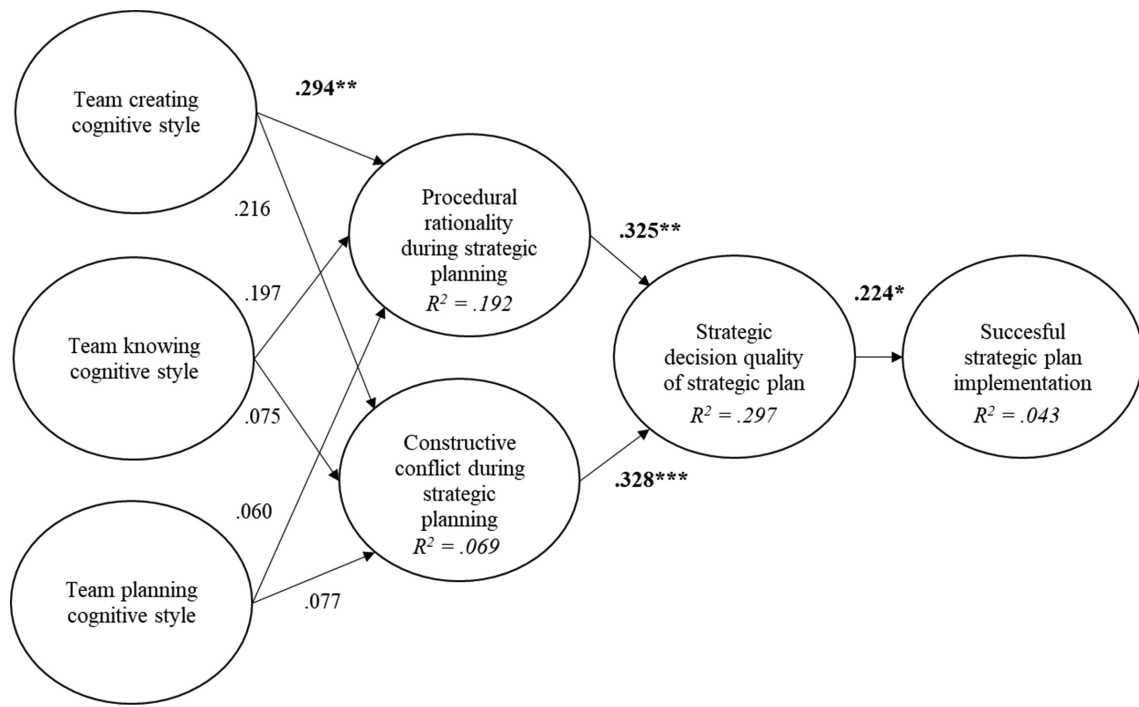 Team creating
cognitive style
.294**
.216
Team knowing
cognitive style
.197
.075
Team planning
cognitive style
.060
.077
Procedural
rationality
during strategic
planning
R² = .192
Constructive
conflict during
strategic
planning
R² = .069
.325**
.328***
Strategic
decision quality
of strategic plan
R² = .297
.224*
Succesful
strategic plan
implementation
R² = .043